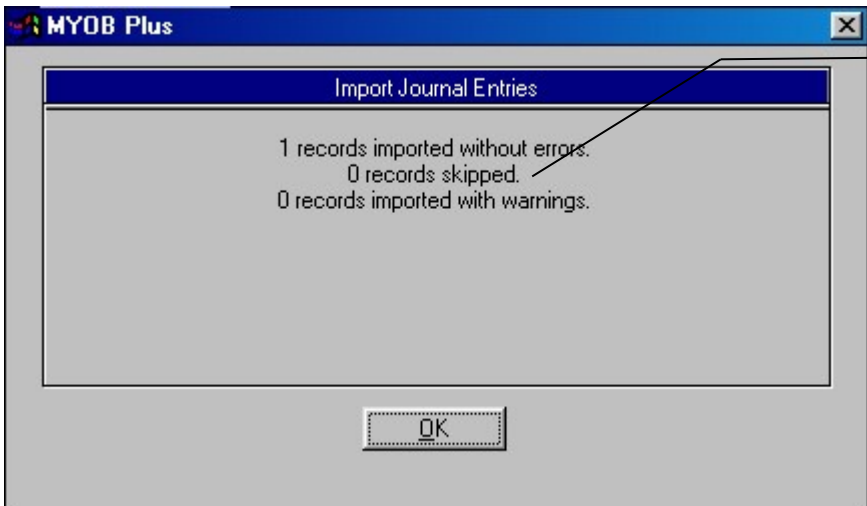 MYOB Plus
Import Journal Entries
1 records imported without errors.
0 records skipped.
0 records imported with warnings.
OK